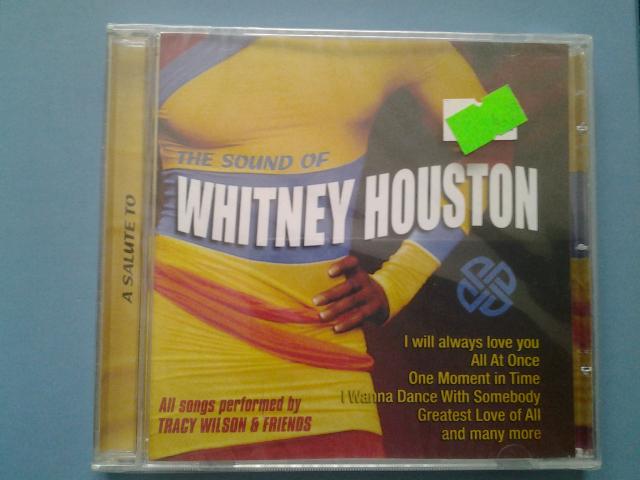 A SALUTE TO
THE SOUND OF
WHITNEY HOUSTON
I will always love you
All At Once
One Moment in Time
I Wanna Dance With Somebody
Greatest Love of All
and many more
All songs performed by
TRACY WILSON & FRIENDS